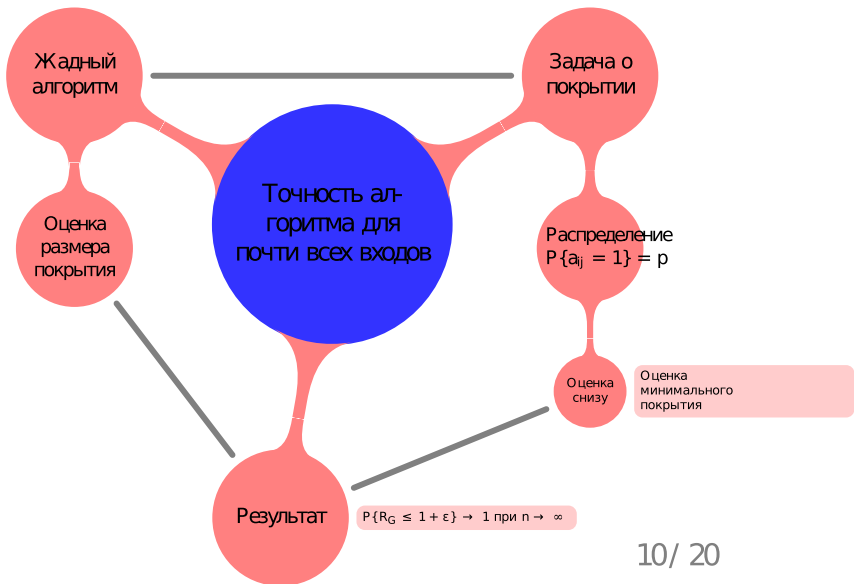 Жадный
алгоритм
Задача о
покрытии
Точность ал-
горитма для
почти всех входов
Оценка
размера
покрытия
Распределение
P{aᵢⱼ = 1} = p
Оценка
снизу
Оценка
минимального
покрытия
Результат
P{R_G ≤ 1 + ε} → 1 при n → ∞
10 / 20